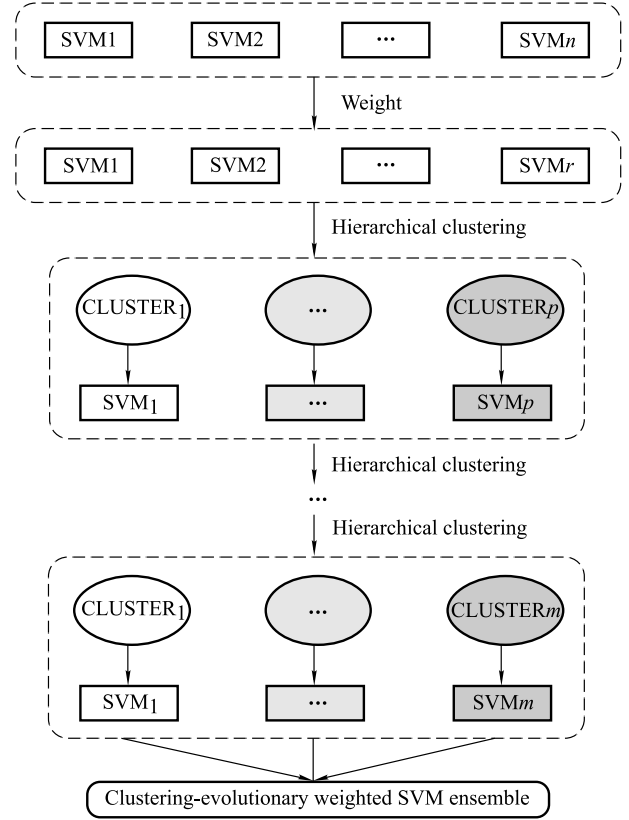 SVM1 SVM2 ... SVMn
Weight
SVM1 SVM2 ... SVMr
Hierarchical clustering
CLUSTER1 ... CLUSTERp
SVM1 ... SVMp
Hierarchical clustering
...
Hierarchical clustering
CLUSTER1 ... CLUSTERm
SVM1 ... SVMm
Clustering-evolutionary weighted SVM ensemble